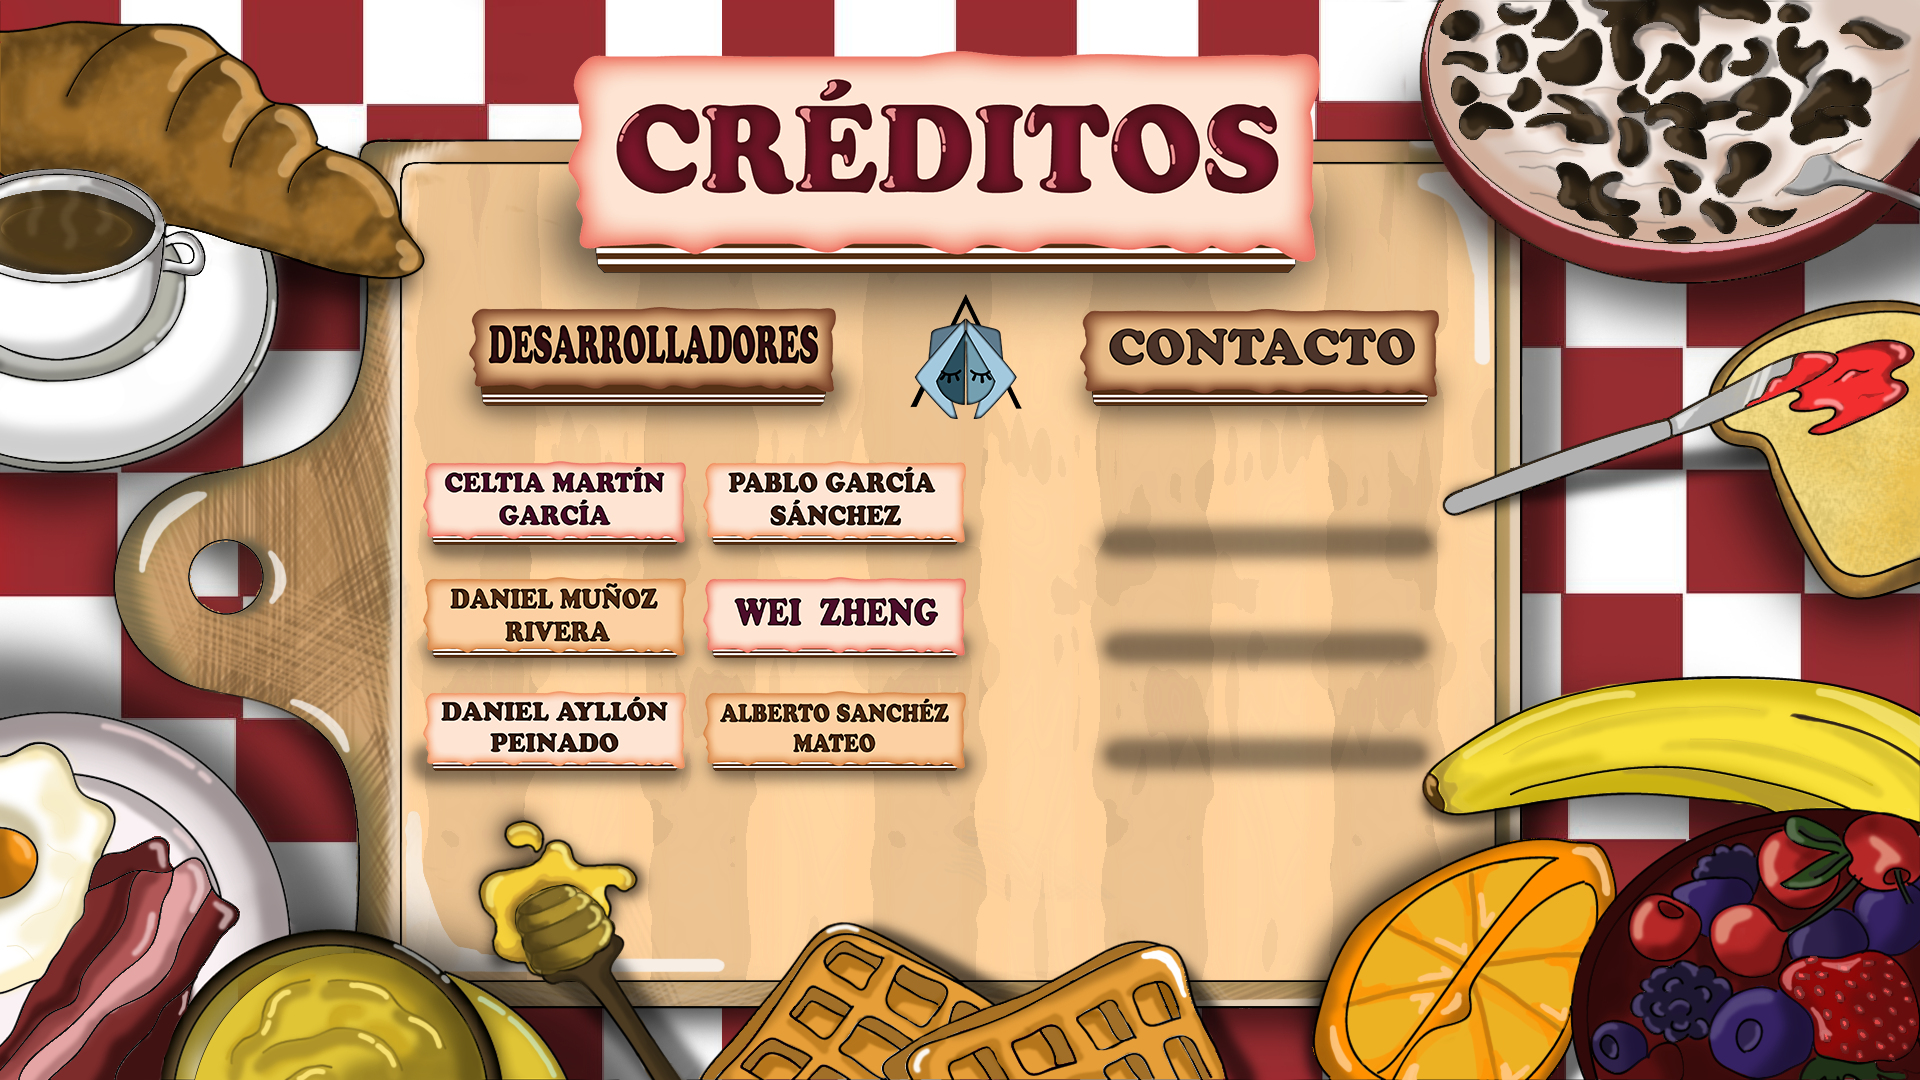 CRÉDITOS
DESARROLLADORES
CONTACTO
CELTIA MARTÍN
GARCÍA
PABLO GARCÍA
SÁNCHEZ
DANIEL MUÑOZ
RIVERA
WEI ZHENG
DANIEL AYLLÓN
PEINADO
ALBERTO SANCHÉZ
MATEO